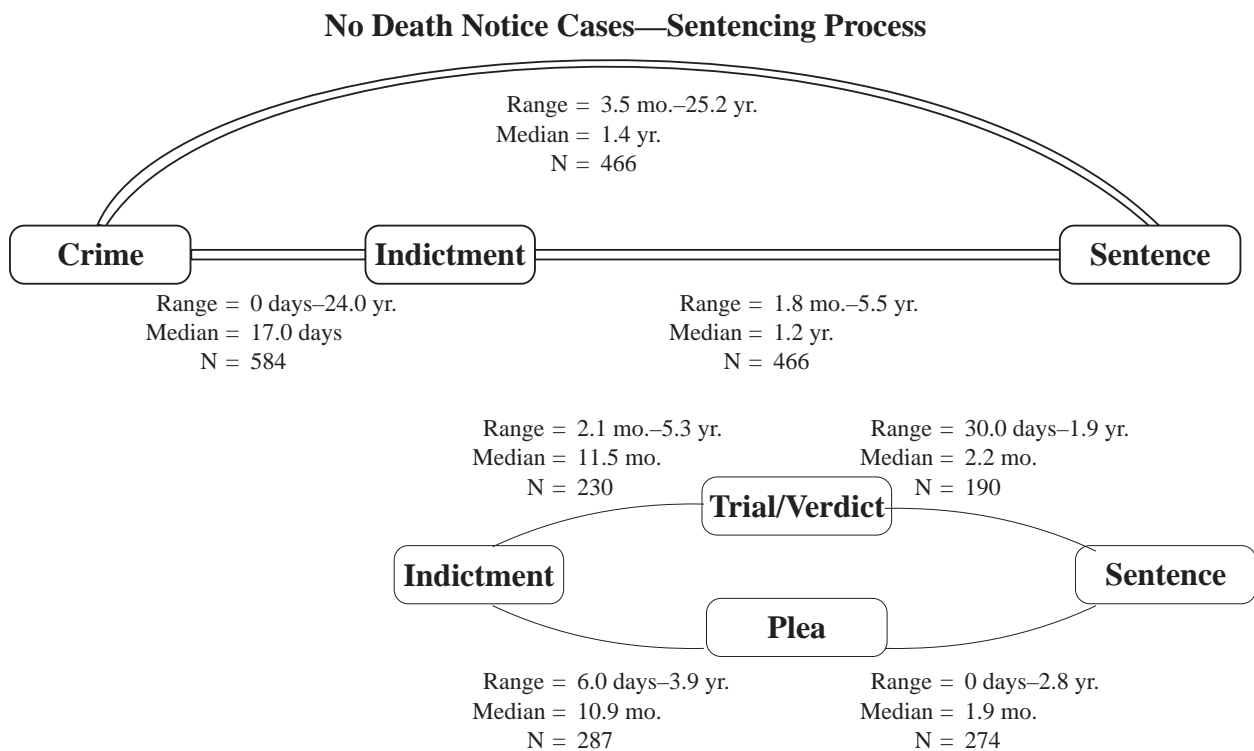 No Death Notice Cases—Sentencing Process
Range = 3.5 mo.–25.2 yr.
Median = 1.4 yr.
N = 466
Crime
Indictment
Sentence
Range = 0 days–24.0 yr.
Median = 17.0 days
N = 584
Range = 1.8 mo.–5.5 yr.
Median = 1.2 yr.
N = 466
Range = 2.1 mo.–5.3 yr.
Median = 11.5 mo.
N = 230
Range = 30.0 days–1.9 yr.
Median = 2.2 mo.
N = 190
Trial/Verdict
Indictment
Sentence
Plea
Range = 6.0 days–3.9 yr.
Median = 10.9 mo.
N = 287
Range = 0 days–2.8 yr.
Median = 1.9 mo.
N = 274